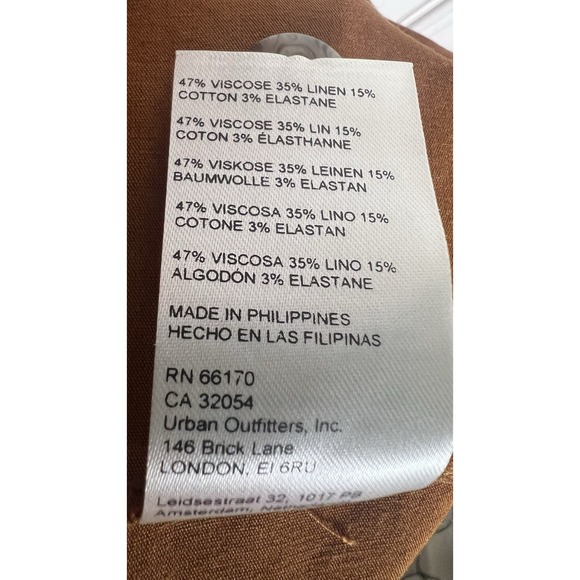 47% VISCOSE 35% LINEN 15%
COTTON 3% ELASTANE
47% VISCOSE 35% LIN 15%
COTON 3% ÉLASTHANNE
47% VISKOSE 35% LEINEN 15%
BAUMWOLLE 3% ELASTAN
47% VISCOSA 35% LINO 15%
COTONE 3% ELASTAN
47% VISCOSA 35% LINO 15%
ALGODÓN 3% ELASTANE
MADE IN PHILIPPINES
HECHO EN LAS FILIPINAS
RN 66170
CA 32054
Urban Outfitters, Inc.
146 Brick Lane
LONDON, EI 6RU
Leidsestraat 32, 1017 PB
Amsterdam,